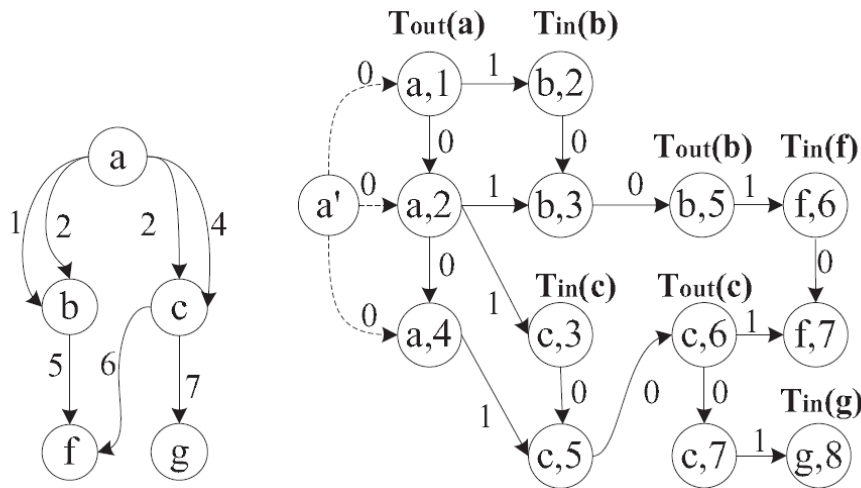 Tout(a) Tin(b)
0 a,1 1 b,2
a 0 0 Tout(b) Tin(f)
1 2 2 4 a' 0 a,2 1 b,3 0 b,5 1 f,6
b c 0 1 Tin(c) Tout(c) 0
0 a,4 c,3 c,6 1 f,7
5 6 7 1 0 0 0 Tin(g)
f g c,5 c,7 1 g,8